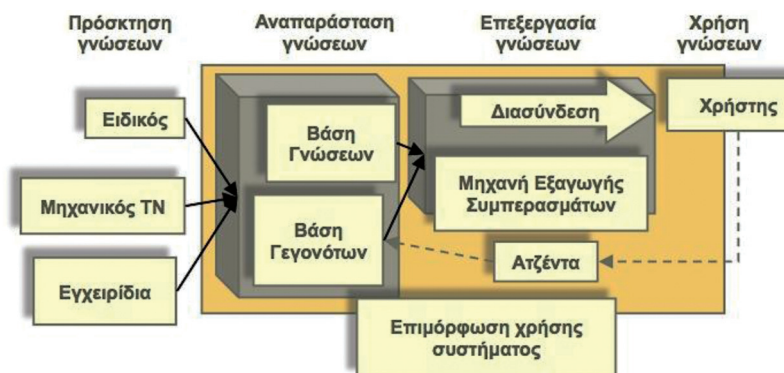 Πρόσκτηση
γνώσεων
Αναπαράσταση
γνώσεων
Επεξεργασία
γνώσεων
Χρήση
γνώσεων
Ειδικός
Μηχανικός ΤΝ
Εγχειρίδια
Βάση
Γνώσεων
Βάση
Γεγονότων
Διασύνδεση
Μηχανή Εξαγωγής
Συμπερασμάτων
Χρήστης
Ατζέντα
Επιμόρφωση χρήσης
συστήματος